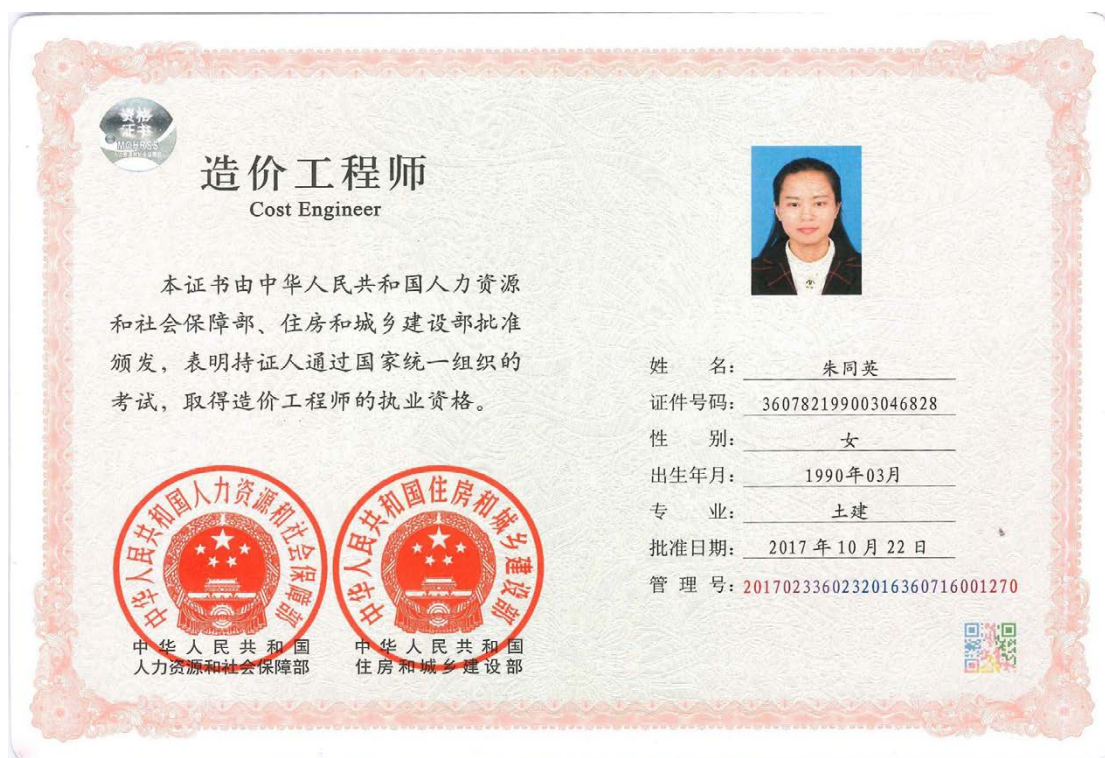 资格
证书
MOHRSS
造价工程师
Cost Engineer
本证书由中华人民共和国人力资源
和社会保障部、住房和城乡建设部批准
颁发，表明持证人通过国家统一组织的
考试，取得造价工程师的执业资格。
中华人民共和国人力资源和社会保障部
中华人民共和国住房和城乡建设部
中华人民共和国
人力资源和社会保障部
中华人民共和国
住房和城乡建设部
姓 名： 朱同英
证件号码： 360782199003046828
性 别： 女
出生年月： 1990年03月
专 业： 土建
批准日期： 2017年10月22日
管 理 号： 2017023360232016360716001270